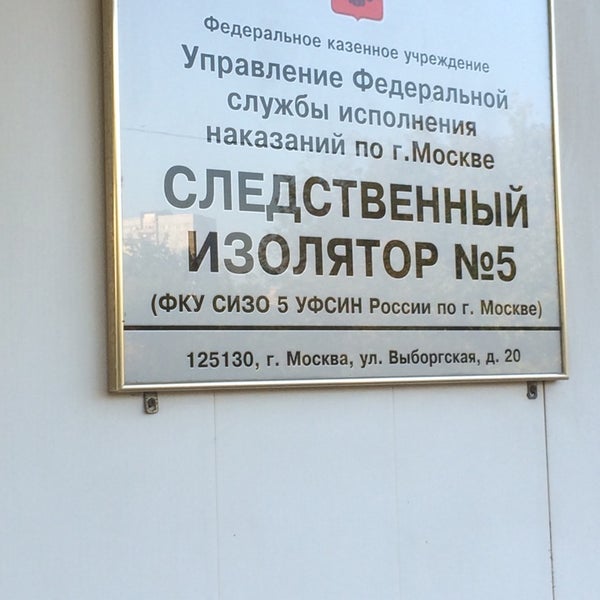 Федеральное казенное учреждение
Управление Федеральной
службы исполнения
наказаний по г.Москве
СЛЕДСТВЕННЫЙ
ИЗОЛЯТОР №5
(ФКУ СИЗО 5 УФСИН России по г. Москве)
125130, г. Москва, ул. Выборгская, д. 20